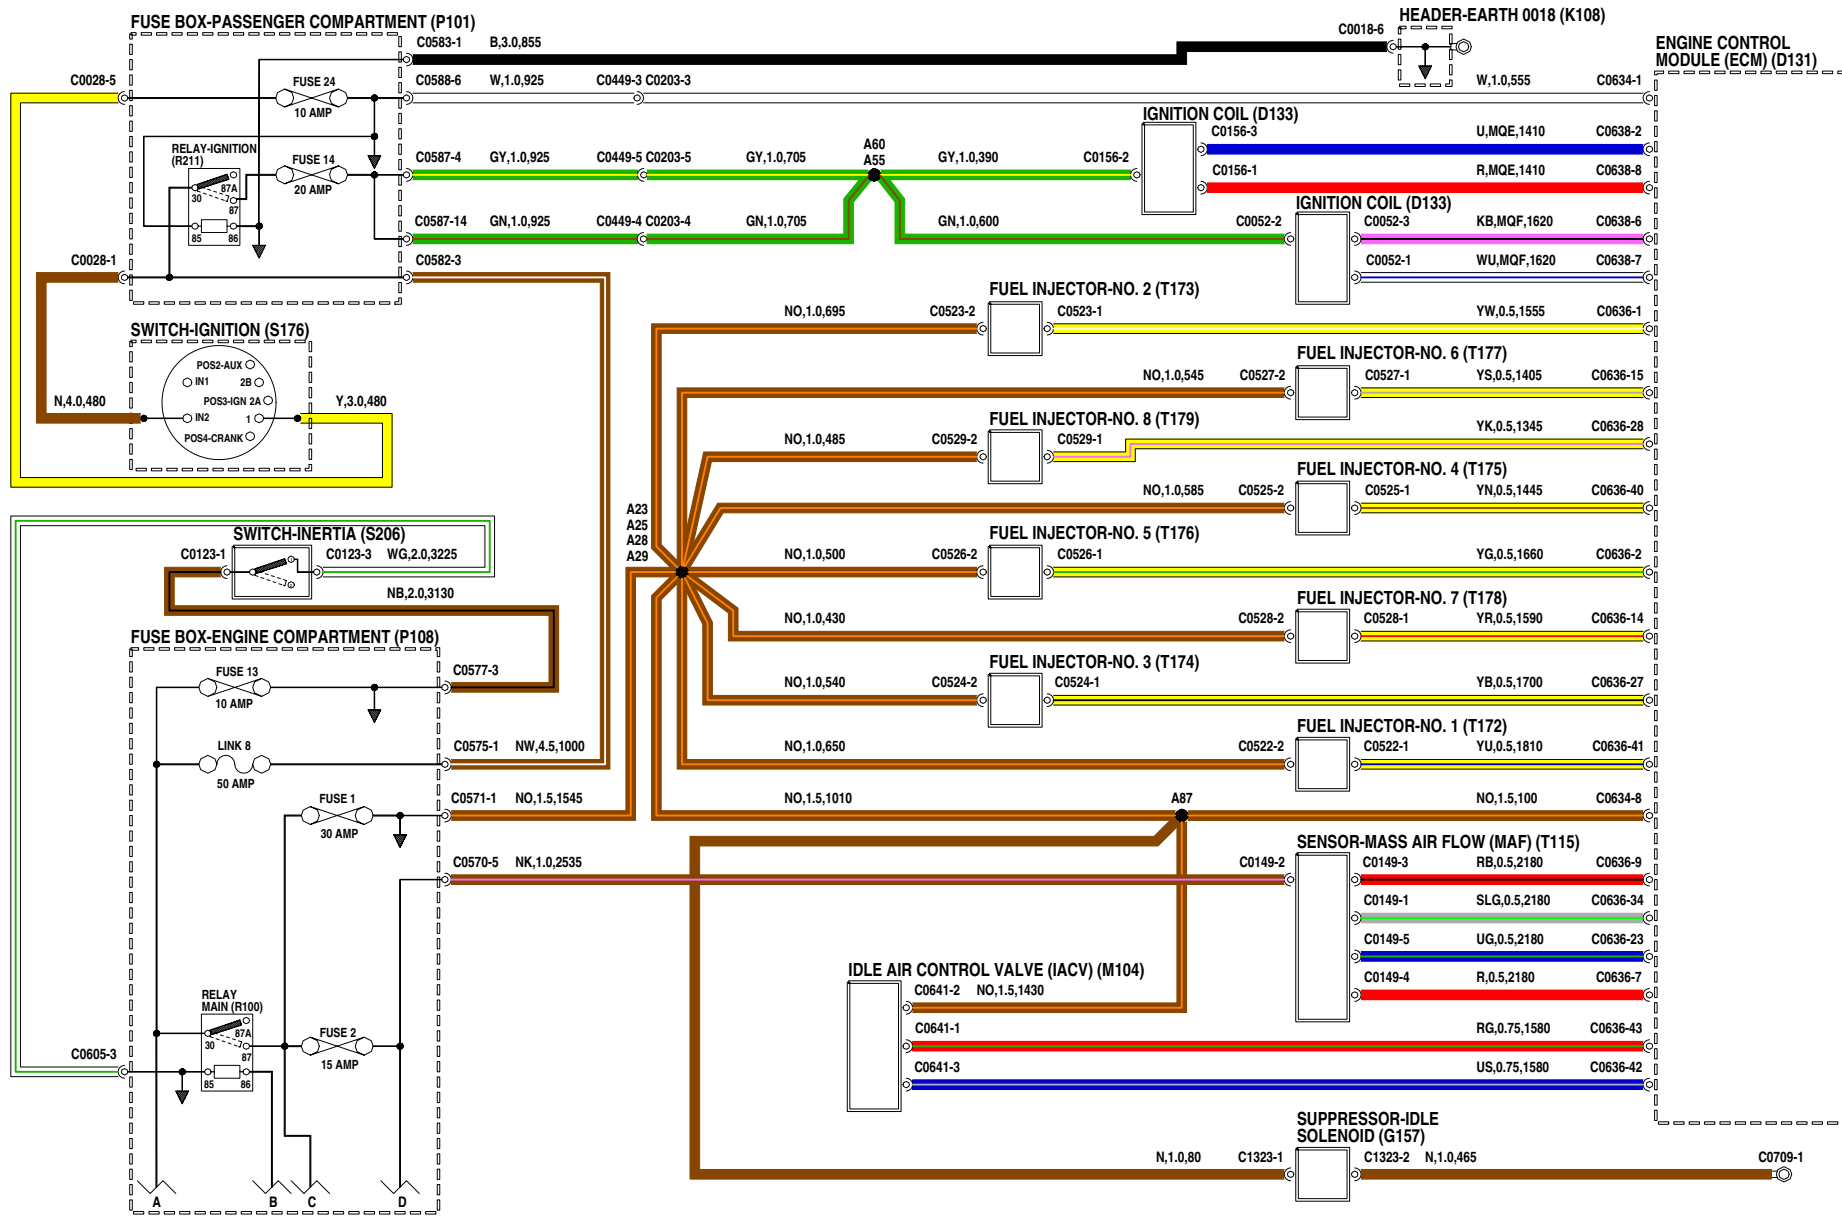 FUSE BOX-PASSENGER COMPARTMENT (P101)
HEADER-EARTH 0018 (K108)
C0583-1 B,3.0,855
C0018-6
ENGINE CONTROL
MODULE (ECM) (D131)
C0028-5
FUSE 24
10 AMP
C0588-6 W,1.0,925 C0449-3 C0203-3
W,1.0,555 C0634-1
IGNITION COIL (D133)
C0156-3 U,MQE,1410 C0638-2
RELAY-IGNITION
(R211)
87A
30
87
85 86
FUSE 14
20 AMP
C0587-4 GY,1.0,925 C0449-5 C0203-5 GY,1.0,705
A60
A55
GY,1.0,390 C0156-2
C0156-1 R,MQE,1410 C0638-8
IGNITION COIL (D133)
C0587-14 GN,1.0,925 C0449-4 C0203-4 GN,1.0,705 GN,1.0,600 C0052-2
C0052-3 KB,MQF,1620 C0638-6
C0028-1
C0582-3
C0052-1 WU,MQF,1620 C0638-7
FUEL INJECTOR-NO. 2 (T173)
NO,1.0,695 C0523-2 C0523-1 YW,0.5,1555 C0636-1
SWITCH-IGNITION (S176)
POS2-AUX
IN1 2B
POS3-IGN 2A
IN2 1
POS4-CRANK
N,4.0,480
Y,3.0,480
FUEL INJECTOR-NO. 6 (T177)
NO,1.0,545 C0527-2 C0527-1 YS,0.5,1405 C0636-15
FUEL INJECTOR-NO. 8 (T179)
NO,1.0,485 C0529-2 C0529-1 YK,0.5,1345 C0636-28
FUEL INJECTOR-NO. 4 (T175)
NO,1.0,585 C0525-2 C0525-1 YN,0.5,1445 C0636-40
A23
A25
A28
A29
SWITCH-INERTIA (S206)
C0123-1 C0123-3 WG,2.0,3225
NB,2.0,3130
FUEL INJECTOR-NO. 5 (T176)
NO,1.0,500 C0526-2 C0526-1 YG,0.5,1660 C0636-2
FUEL INJECTOR-NO. 7 (T178)
NO,1.0,430 C0528-2 C0528-1 YR,0.5,1590 C0636-14
FUSE BOX-ENGINE COMPARTMENT (P108)
FUSE 13
10 AMP
C0577-3
FUEL INJECTOR-NO. 3 (T174)
NO,1.0,540 C0524-2 C0524-1 YB,0.5,1700 C0636-27
LINK 8
50 AMP
C0575-1 NW,4.5,1000
FUEL INJECTOR-NO. 1 (T172)
NO,1.0,650 C0522-2 C0522-1 YU,0.5,1810 C0636-41
FUSE 1
30 AMP
C0571-1 NO,1.5,1545
NO,1.5,1010 A87 NO,1.5,100 C0634-8
SENSOR-MASS AIR FLOW (MAF) (T115)
C0570-5 NK,1.0,2535 C0149-2
C0149-3 RB,0.5,2180 C0636-9
C0149-1 SLG,0.5,2180 C0636-34
C0149-5 UG,0.5,2180 C0636-23
C0149-4 R,0.5,2180 C0636-7
IDLE AIR CONTROL VALVE (IACV) (M104)
C0641-2 NO,1.5,1430
C0641-1 RG,0.75,1580 C0636-43
C0641-3 US,0.75,1580 C0636-42
RELAY
MAIN (R100)
87A
30
87
85 86
FUSE 2
15 AMP
C0605-3
SUPPRESSOR-IDLE
SOLENOID (G157)
N,1.0,80 C1323-1 C1323-2 N,1.0,465 C0709-1
A B C D